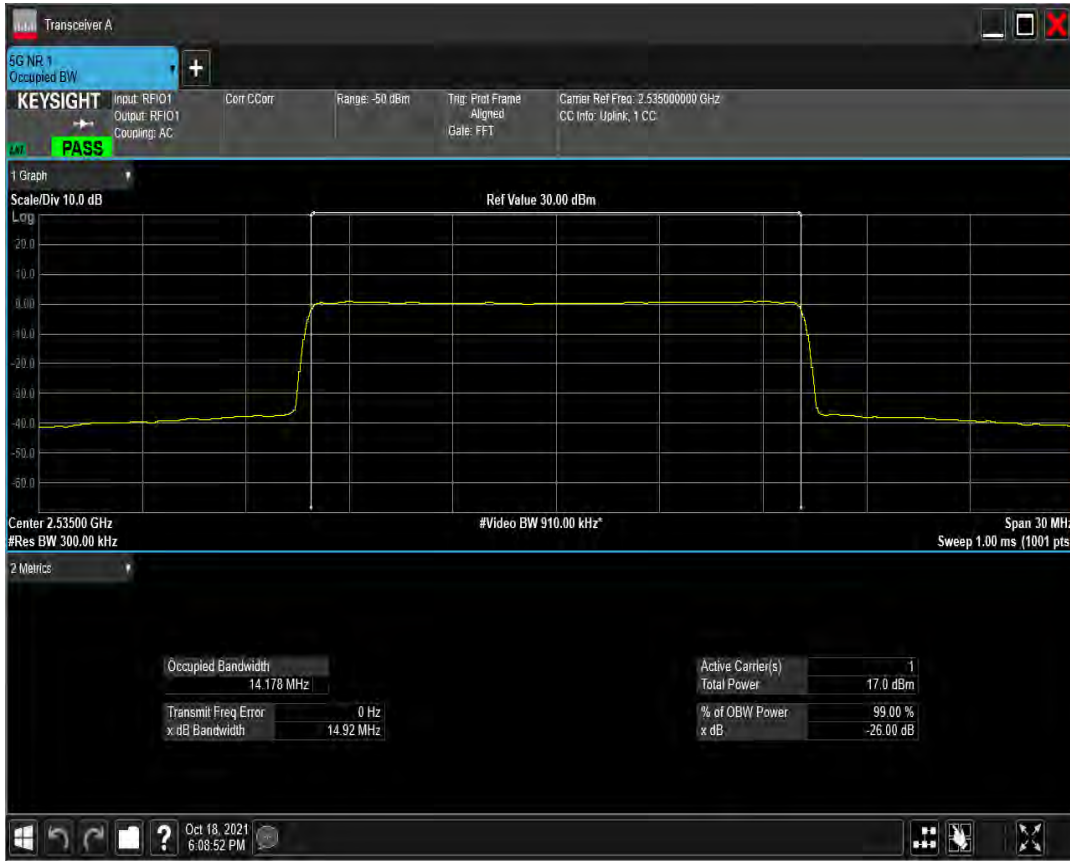 Transceiver A
5G NR 1
Occupied BW
+
KEYSIGHT
Input: RFIO1
Output: RFIO1
Coupling: AC
Corr CCorr
Range: -50 dBm
Trig: Prot Frame
Aligned
Gate: FFT
Carrier Ref Freq: 2.535000000 GHz
CC Info: Uplink, 1 CC
PASS
1 Graph
Scale/Div 10.0 dB
Ref Value 30.00 dBm
Log
20.0
10.0
0.00
-10.0
-20.0
-30.0
-40.0
-50.0
-60.0
Center 2.53500 GHz
#Video BW 910.00 kHz*
Span 30 MHz
#Res BW 300.00 kHz
Sweep 1.00 ms (1001 pts
2 Metrics
Occupied Bandwidth
14.178 MHz
Transmit Freq Error 0 Hz
x dB Bandwidth 14.92 MHz
Active Carrier(s) 1
Total Power 17.0 dBm
% of OBW Power 99.00 %
x dB -26.00 dB
?
Oct 18, 2021
6:08:52 PM